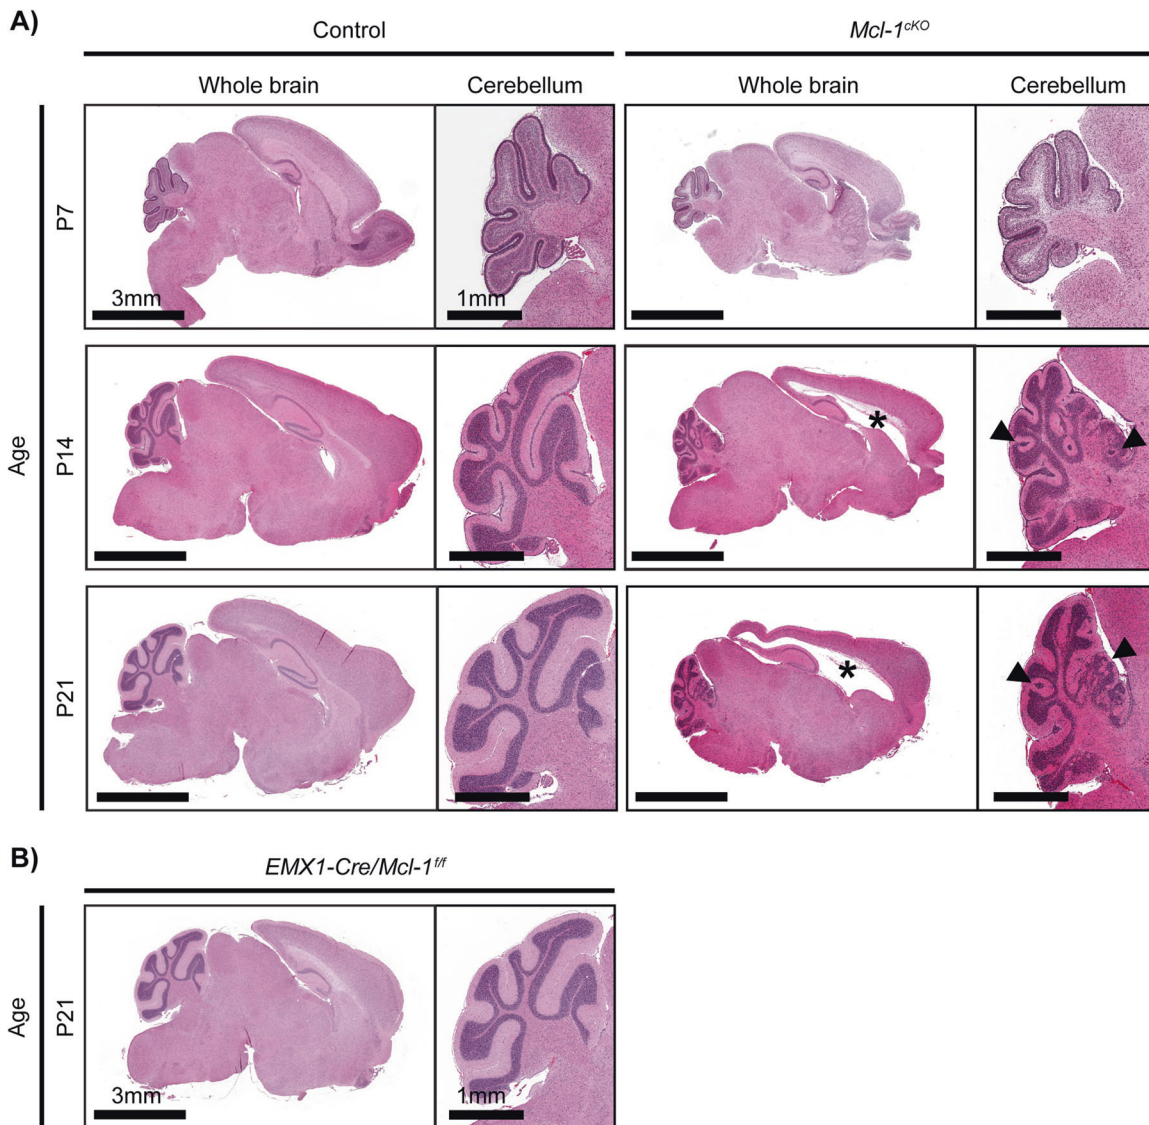 A)
Control
Mcl-1cKO
Whole brain
Cerebellum
Whole brain
Cerebellum
Age
P7
3mm
1mm
P14
*
P21
*
B)
EMX1-Cre/Mcl-1f/f
Age
P21
3mm
1mm